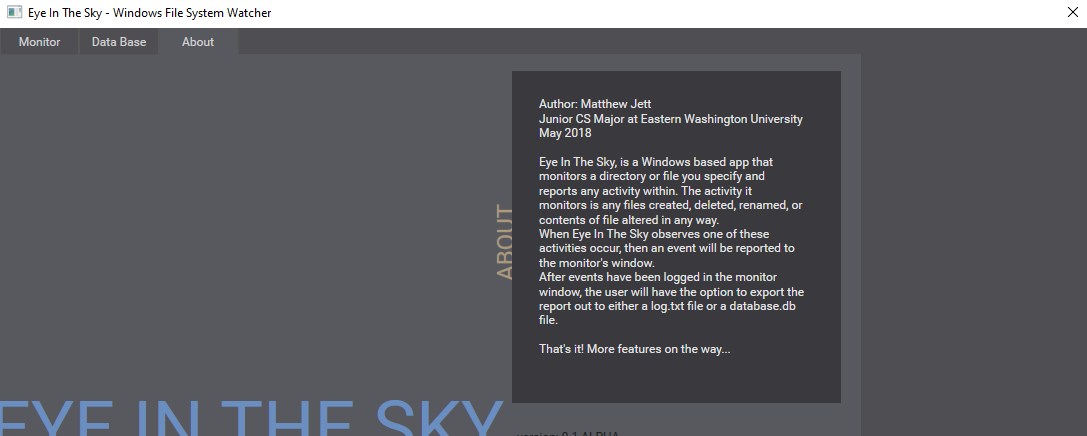 Eye In The Sky - Windows File System Watcher
Monitor
Data Base
About
Author: Matthew Jett
Junior CS Major at Eastern Washington University
May 2018
Eye In The Sky, is a Windows based app that
monitors a directory or file you specify and
reports any activity within. The activity it
monitors is any files created, deleted, renamed, or
contents of file altered in any way.
When Eye In The Sky observes one of these
activities occur, then an event will be reported to
the monitor's window.
After events have been logged in the monitor
window, the user will have the option to export the
report out to either a log.txt file or a database.db
file.
That's it! More features on the way...
ABOUT
EYE IN THE SKY
version: 0.1 ALPHA